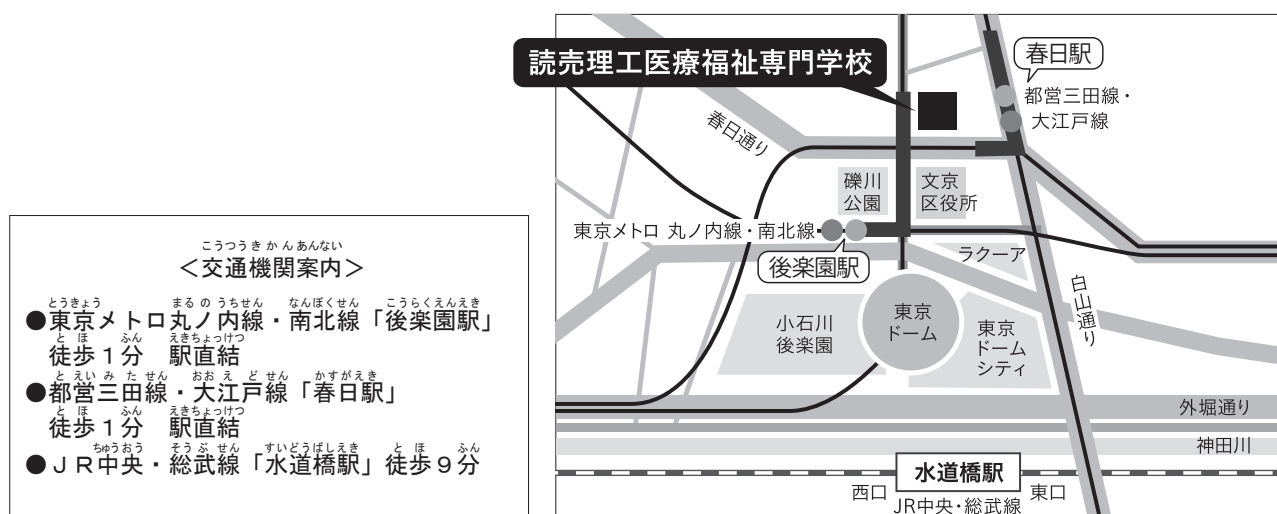 こうつうきかんあんない
＜交通機関案内＞
とうきょう まるのうちせん なんぼくせん こうらくえんえき
●東京メトロ丸ノ内線・南北線「後楽園駅」
とほ ふん えきちょっけつ
徒歩１分　駅直結
とえいみたせん おおえどせん かすがえき
●都営三田線・大江戸線「春日駅」
とほ ふん えきちょっけつ
徒歩１分　駅直結
ちゅうおう そうぶせん すいどうばしえき とほ ふん
●ＪＲ中央・総武線「水道橋駅」徒歩９分
読売理工医療福祉専門学校
春日駅
都営三田線・
大江戸線
春日通り
礫川
公園
文京
区役所
東京メトロ 丸ノ内線・南北線
後楽園駅
ラクーア
白山通り
小石川
後楽園
東京
ドーム
東京
ドーム
シティ
外堀通り
神田川
水道橋駅
西口
東口
JR中央・総武線